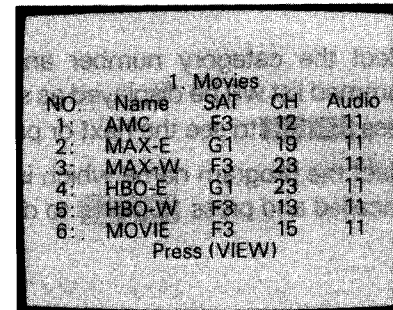 1. Movies
NO. Name SAT CH Audio
1: AMC F3 12 11
2: MAX-E G1 19 11
3: MAX-W F3 23 11
4: HBO-E G1 23 11
5: HBO-W F3 13 11
6: MOVIE F3 15 11
Press (VIEW)